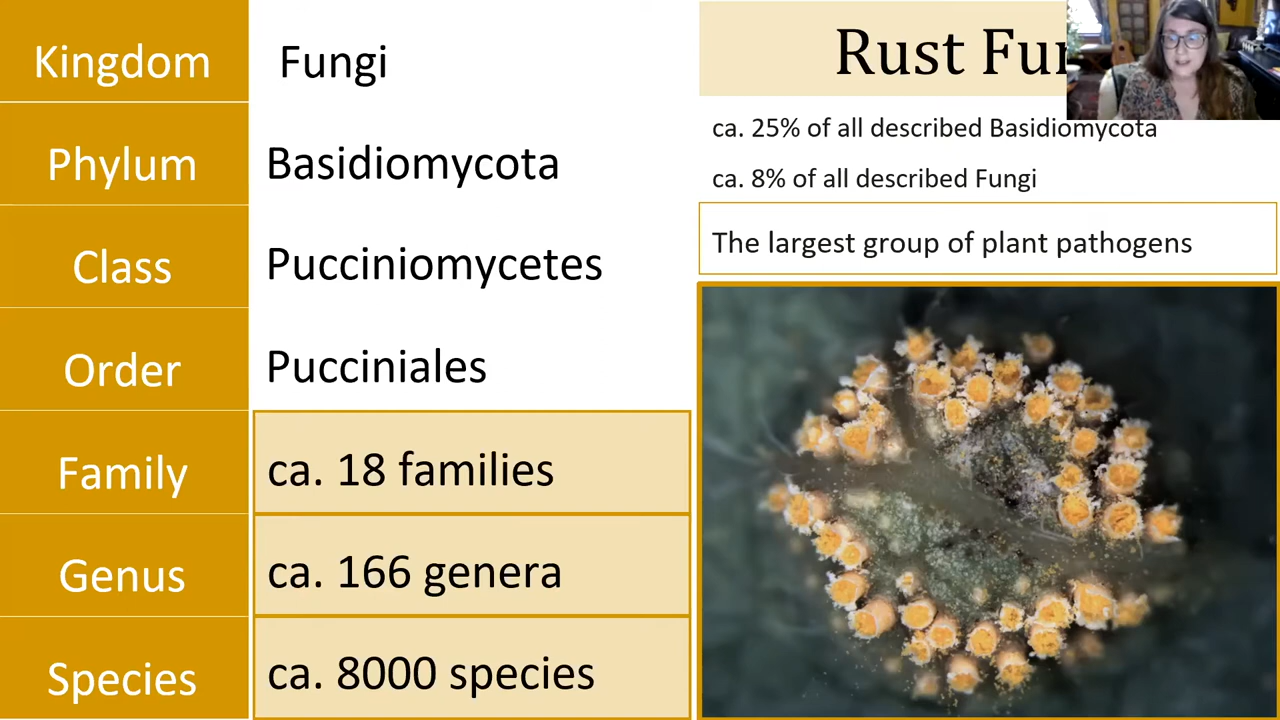 Kingdom
Fungi
Phylum
Basidiomycota
Class
Pucciniomycetes
Order
Pucciniales
Family
ca. 18 families
Genus
ca. 166 genera
Species
ca. 8000 species
Rust
ca. 25% of all described Basidiomycota
ca. 8% of all described Fungi
The largest group of plant pathogens